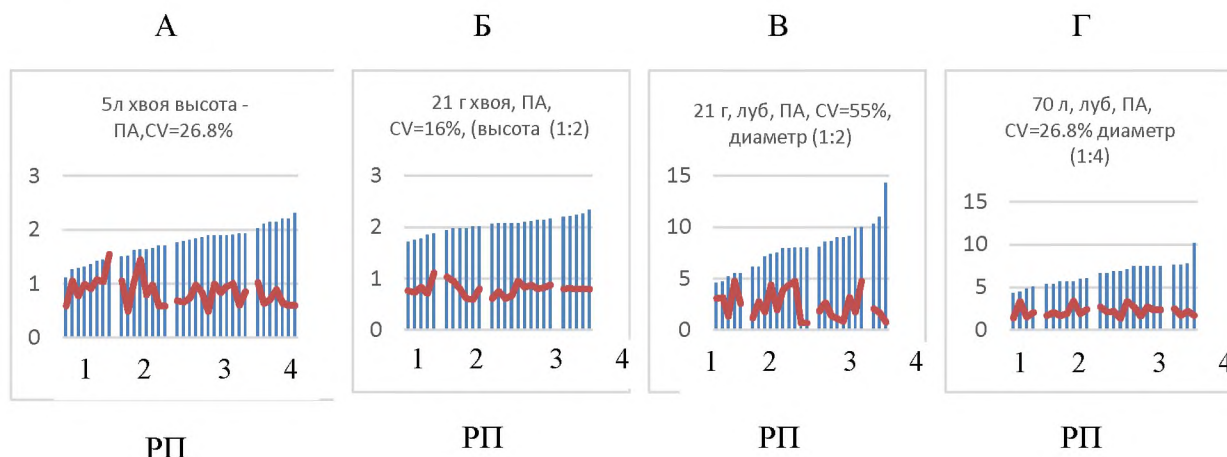 А
Б
В
Г
5л хвоя высота -
ПА,CV=26.8%
3
2
1
0
1 2 3 4
РП
21 г хвоя, ПА,
CV=16%, (высота (1:2)
3
2
1
0
1 2 3 4
РП
21 г, луб, ПА, CV=55%,
диаметр (1:2)
15
10
5
0
1 2 3 4
РП
70 л, луб, ПА,
CV=26.8% диаметр
(1:4)
15
10
5
0
1 2 3 4
РП